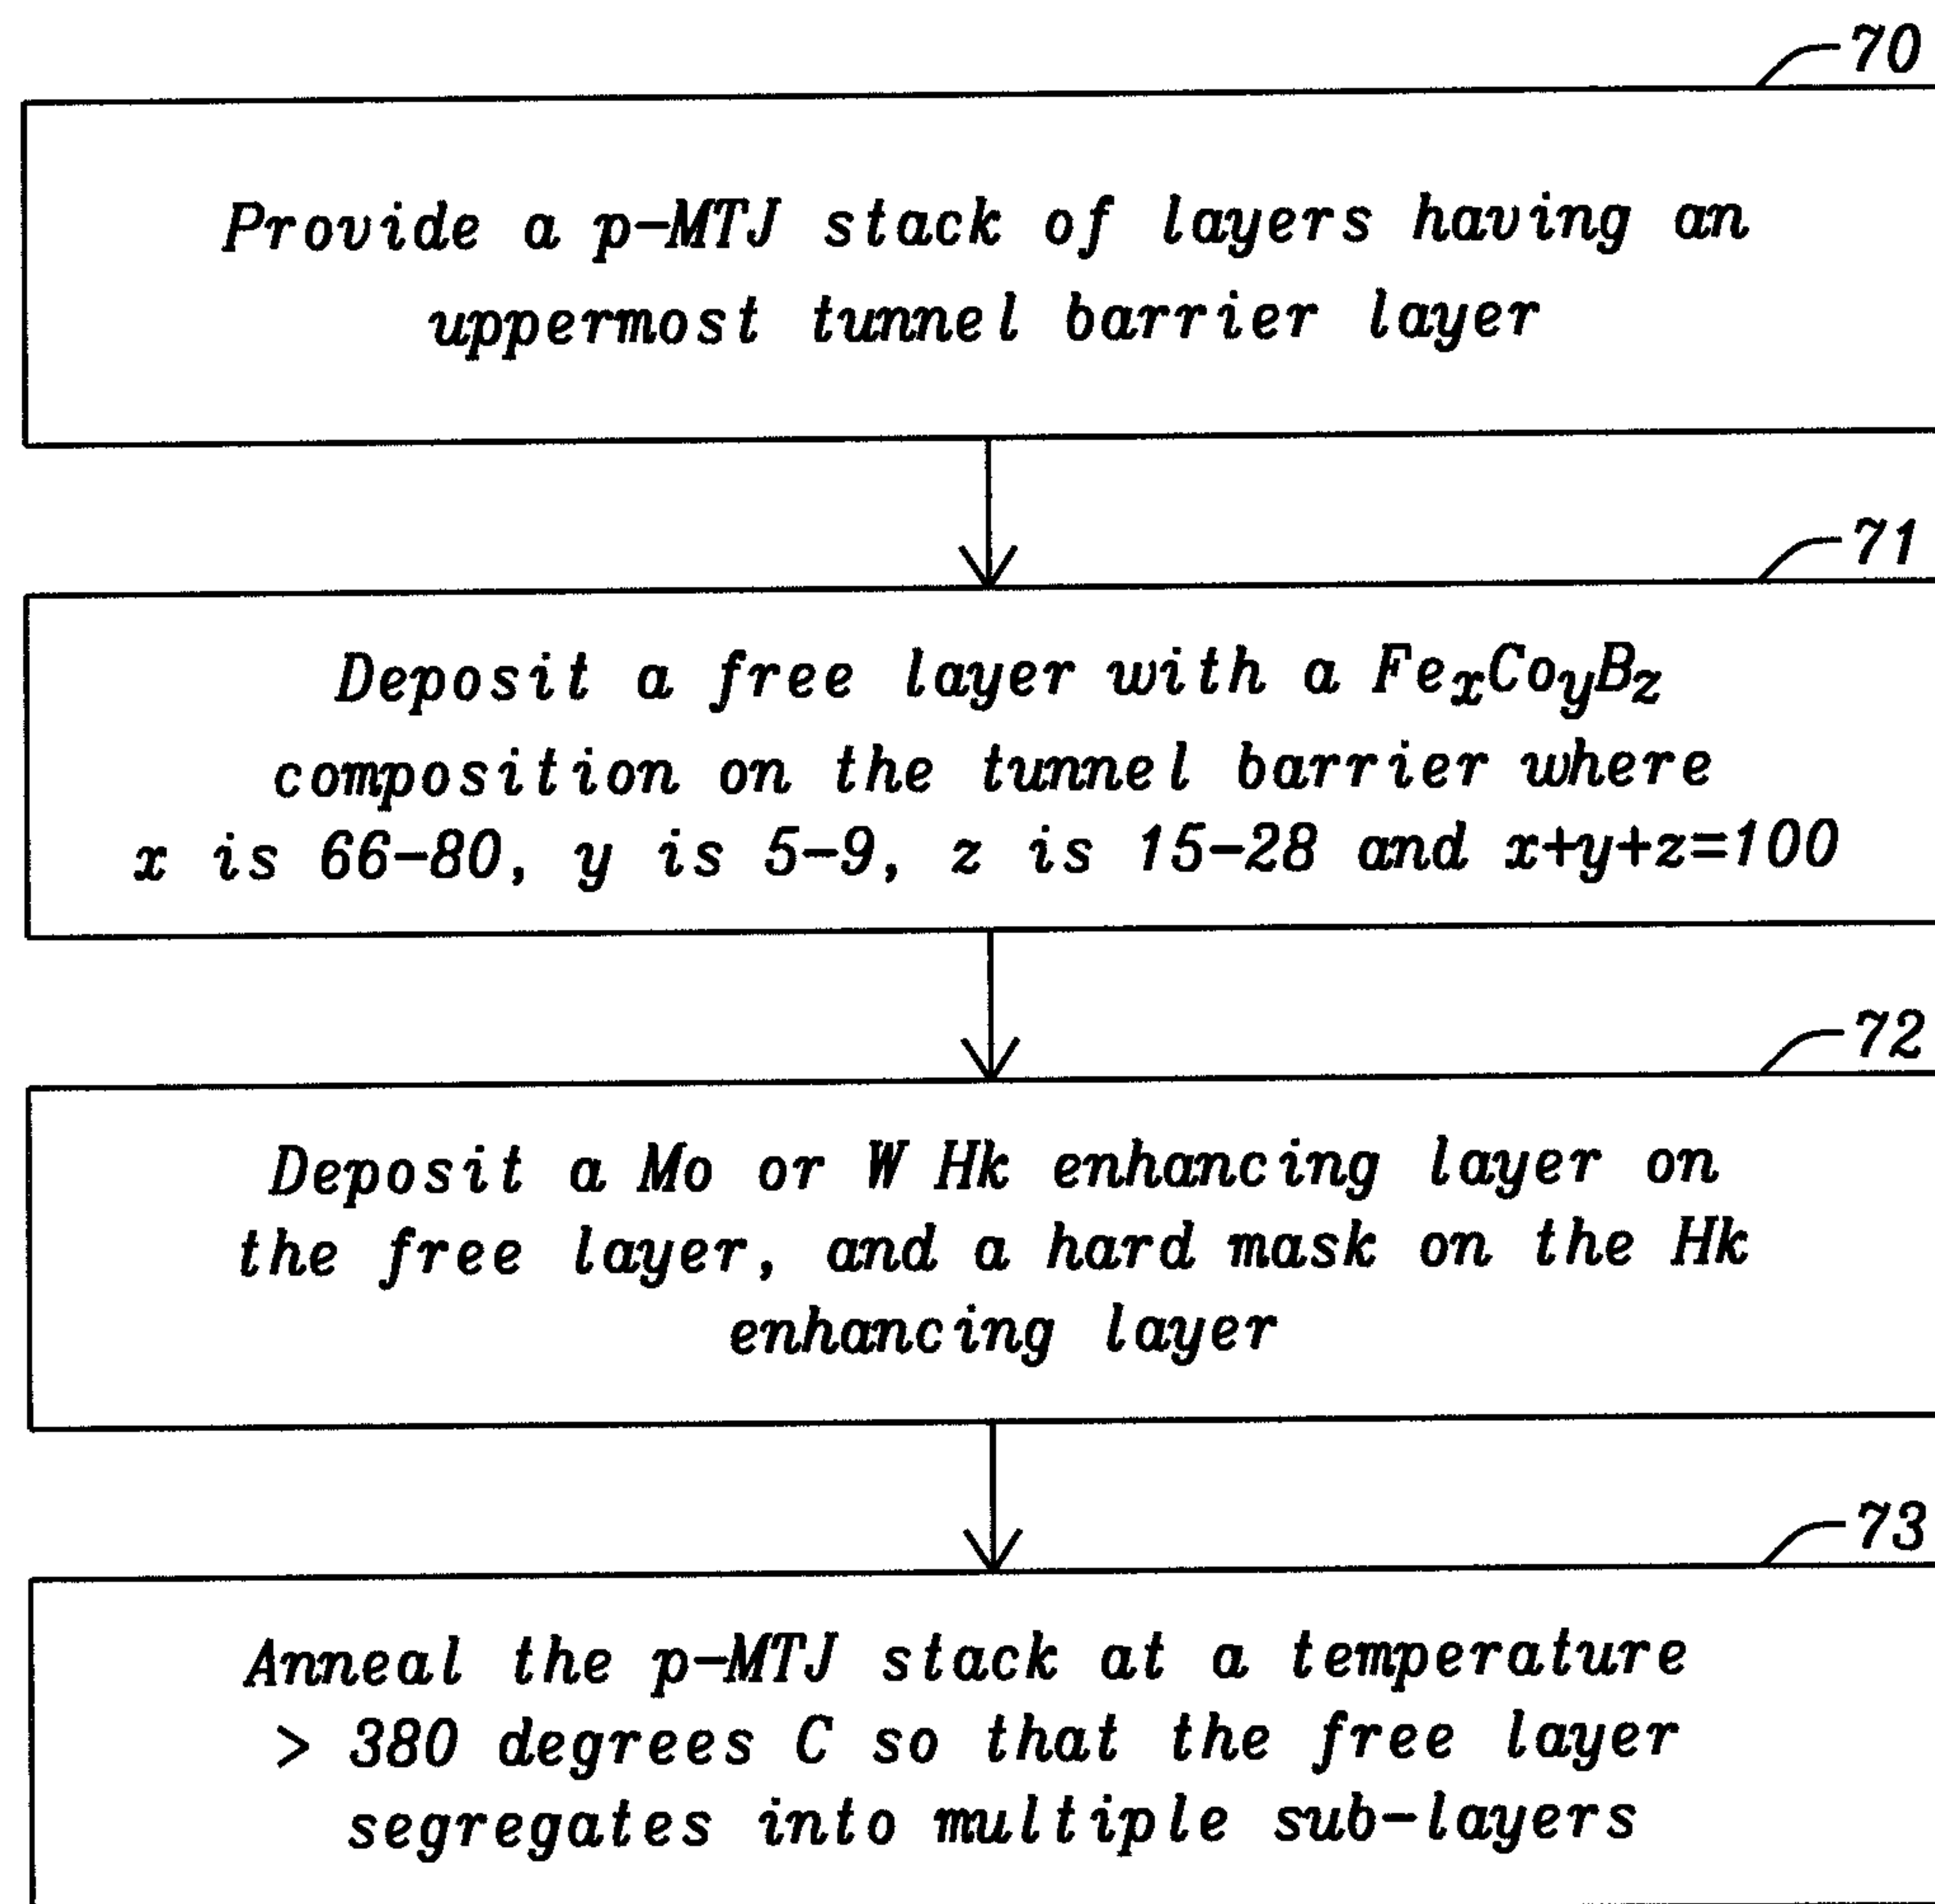 70
Provide a p-MTJ stack of layers having an
uppermost tunnel barrier layer
71
Deposit a free layer with a FexCoyBz
composition on the tunnel barrier where
x is 66-80, y is 5-9, z is 15-28 and x+y+z=100
72
Deposit a Mo or W Hk enhancing layer on
the free layer, and a hard mask on the Hk
enhancing layer
73
Anneal the p-MTJ stack at a temperature
> 380 degrees C so that the free layer
segregates into multiple sub-layers